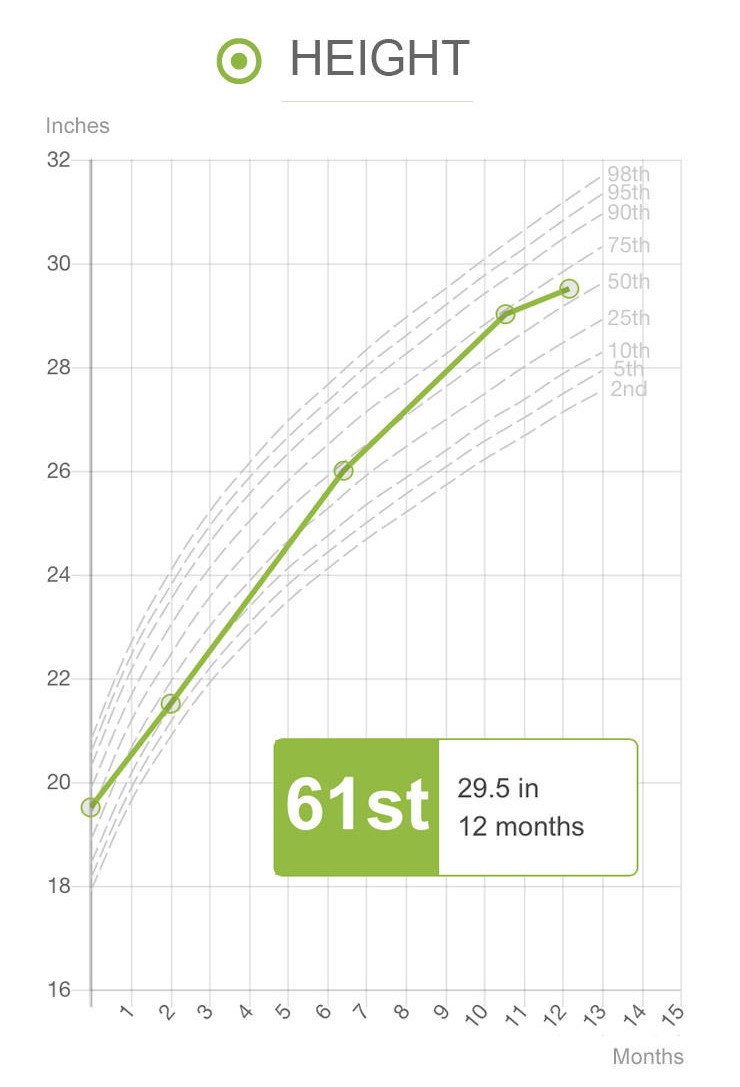 HEIGHT
Inches
32
98th
95th
90th
75th
30
50th
25th
10th
28
5th
2nd
26
24
22
20
61st
29.5 in
12 months
18
16
1 2 3 4 5 6 7 8 9 10 11 12 13 14 15
Months